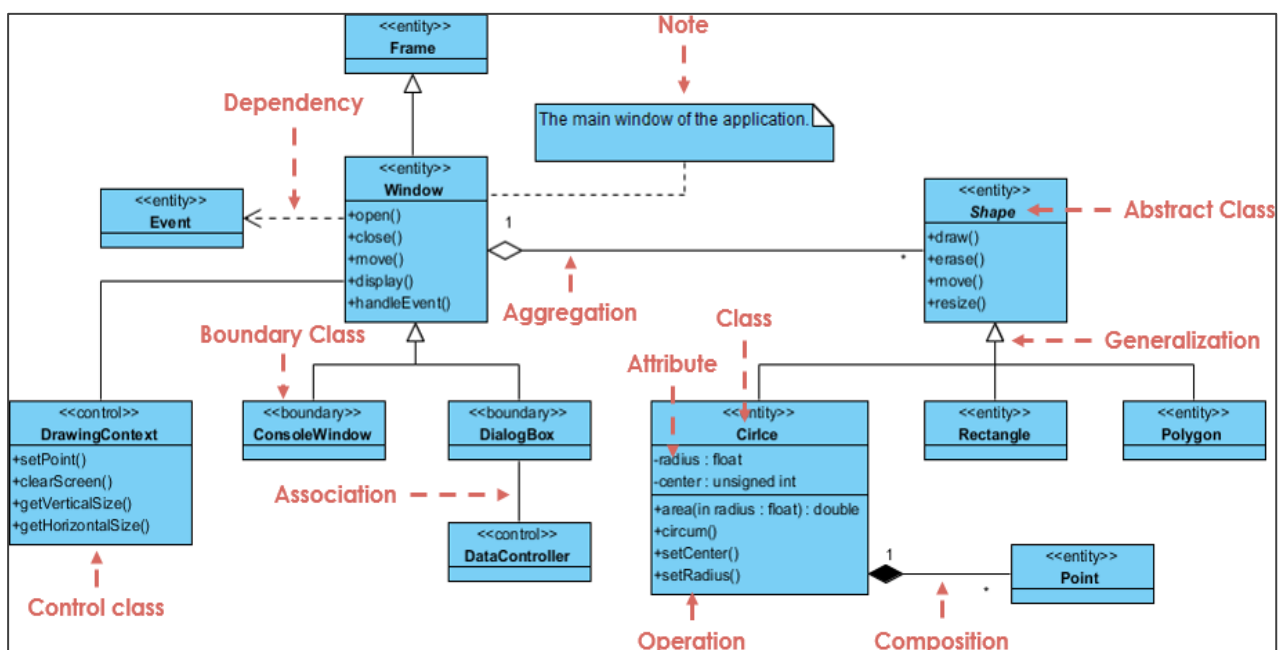 <<entity>>
Frame
Note
Dependency
The main window of the application.
<<entity>>
Window
+open()
+close()
+move()
+display()
+handleEvent()
<<entity>>
Event
1
*
Aggregation
<<entity>>
Shape
+draw()
+erase()
+move()
+resize()
Abstract Class
Generalization
Boundary Class
Class
Attribute
<<control>>
DrawingContext
+setPoint()
+clearScreen()
+getVerticalSize()
+getHorizontalSize()
<<boundary>>
ConsoleWindow
<<boundary>>
DialogBox
<<entity>>
Cirlce
-radius : float
-center : unsigned int
+area(in radius : float) : double
+circum()
+setCenter()
+setRadius()
<<entity>>
Rectangle
<<entity>>
Polygon
Association
<<control>>
DataController
1
*
<<entity>>
Point
Control class
Operation
Composition